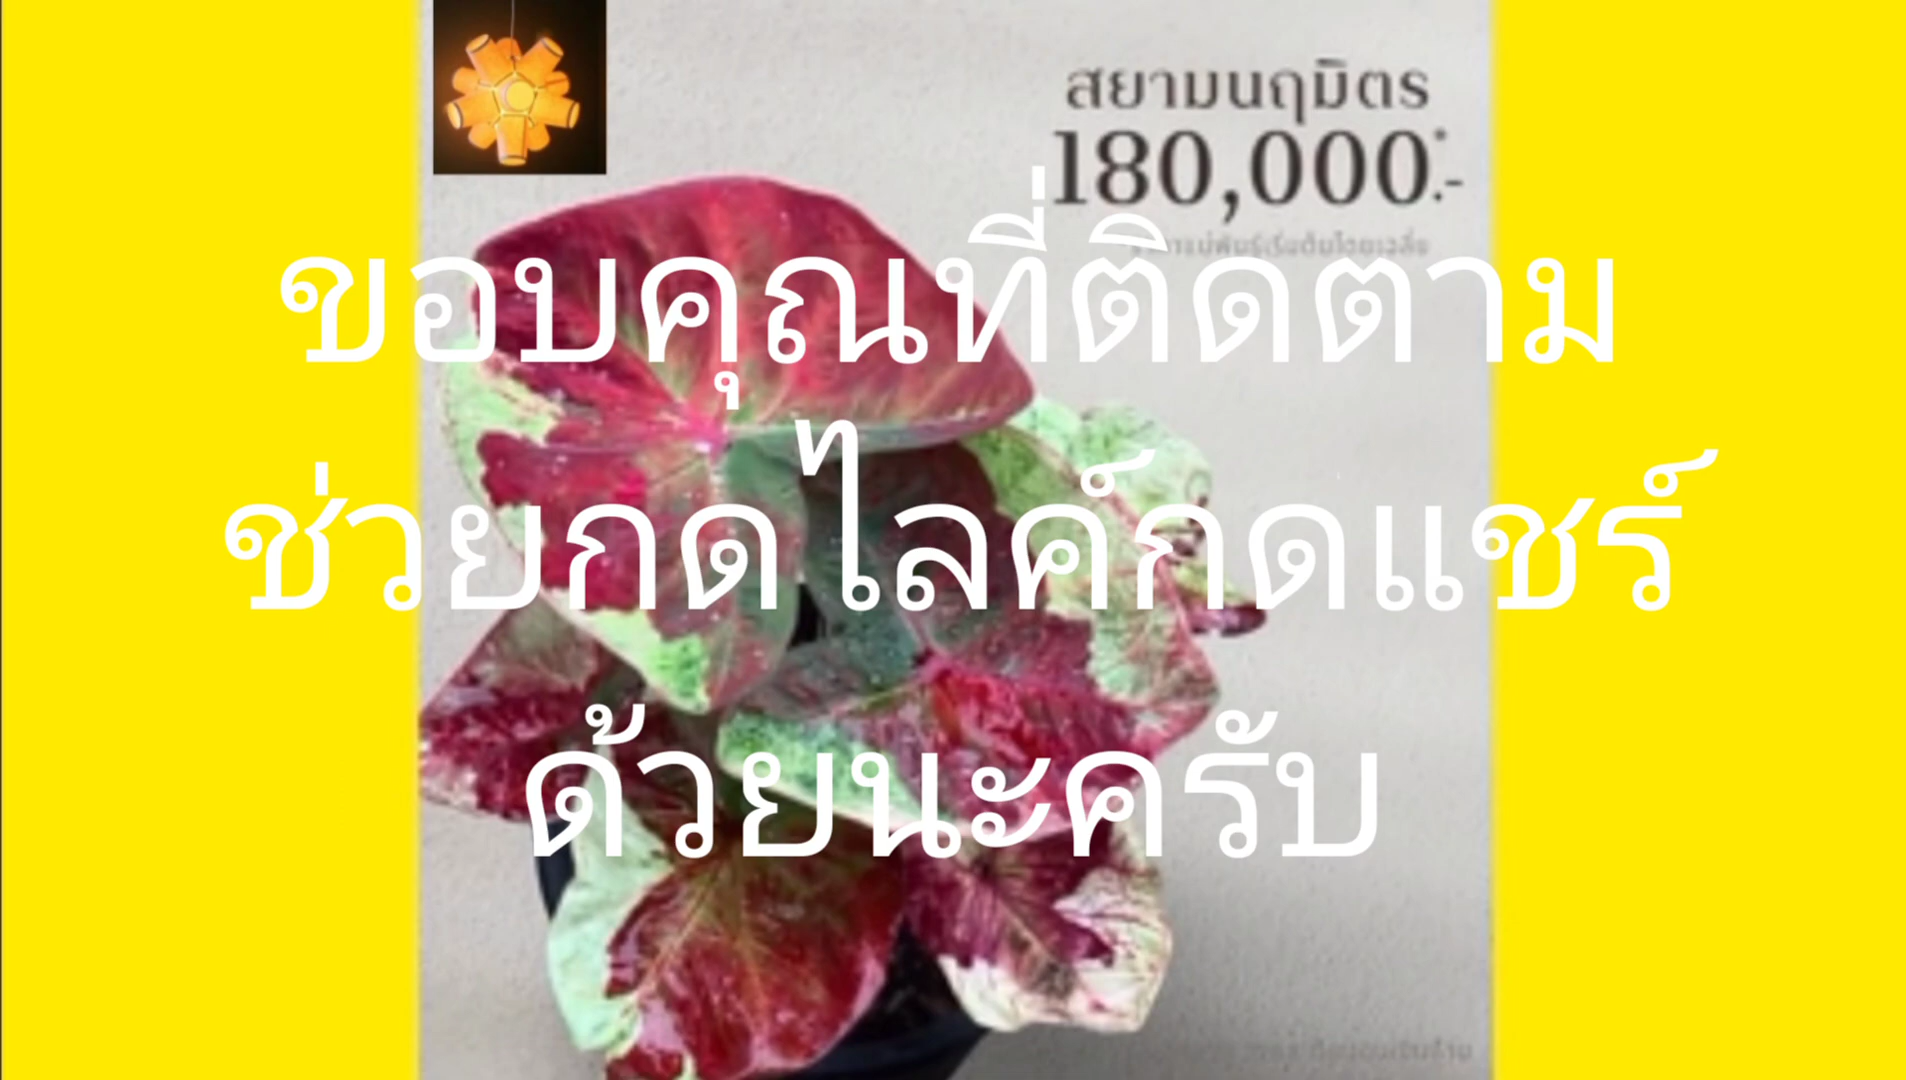 สยามนฤมิตร
180,000.-
ขอบคุณที่ติดตาม
ช่วยกดไลค์กดแชร์
ด้วยนะครับ